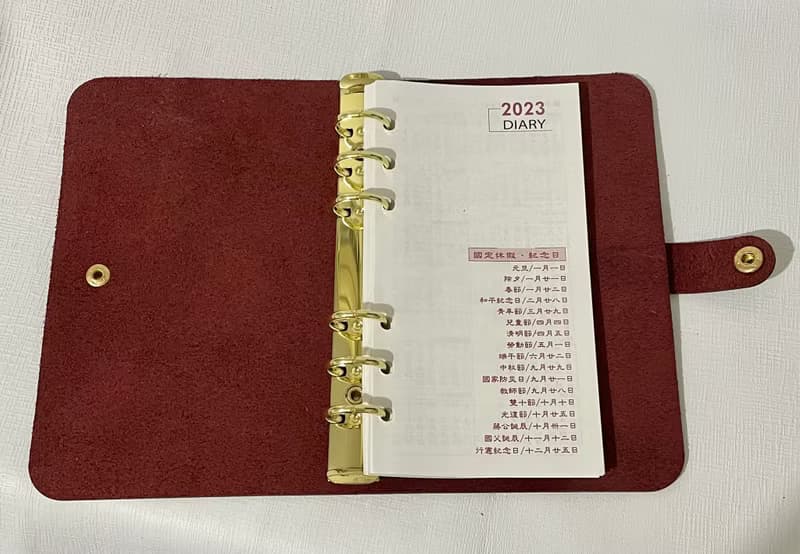 2023
DIARY
國定休假·紀念日
元旦/一月一日
除夕/一月廿一日
春節/一月廿二日
和平紀念日/二月廿八日
青年節/三月廿九日
兒童節/四月四日
清明節/四月五日
勞動節/五月一日
端午節/六月廿二日
中秋節/九月廿九日
國家防災日/九月廿一日
教師節/九月廿八日
雙十節/十月十日
光復節/十月廿五日
蔣公誕辰/十月卅一日
國父誕辰/十一月十二日
行憲紀念日/十二月廿五日